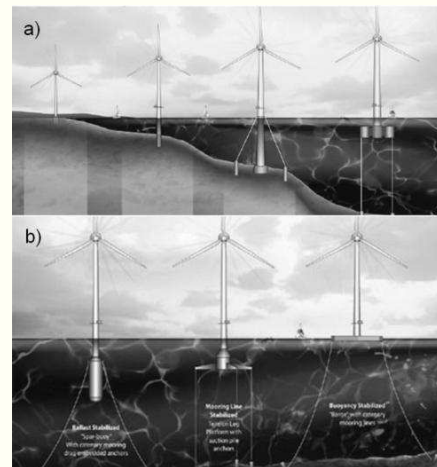 a)
b)
Ballast Stabilized
"Spar-buoy"
With catenary mooring
drag embedded anchors
Mooring Line
Stabilized
Tension Leg
Platform with
suction pile
anchors
Buoyancy Stabilized
"Barge" with catenary
mooring lines